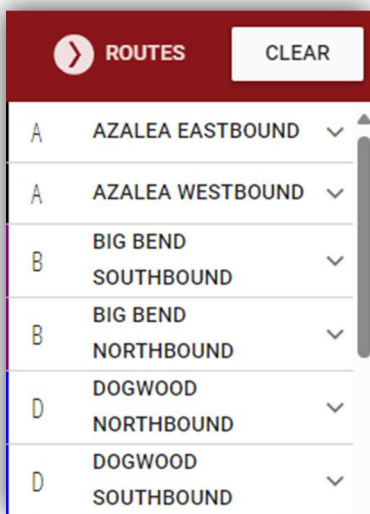 ROUTES CLEAR
A AZALEA EASTBOUND
A AZALEA WESTBOUND
B BIG BEND
SOUTHBOUND
B BIG BEND
NORTHBOUND
D DOGWOOD
NORTHBOUND
D DOGWOOD
SOUTHBOUND